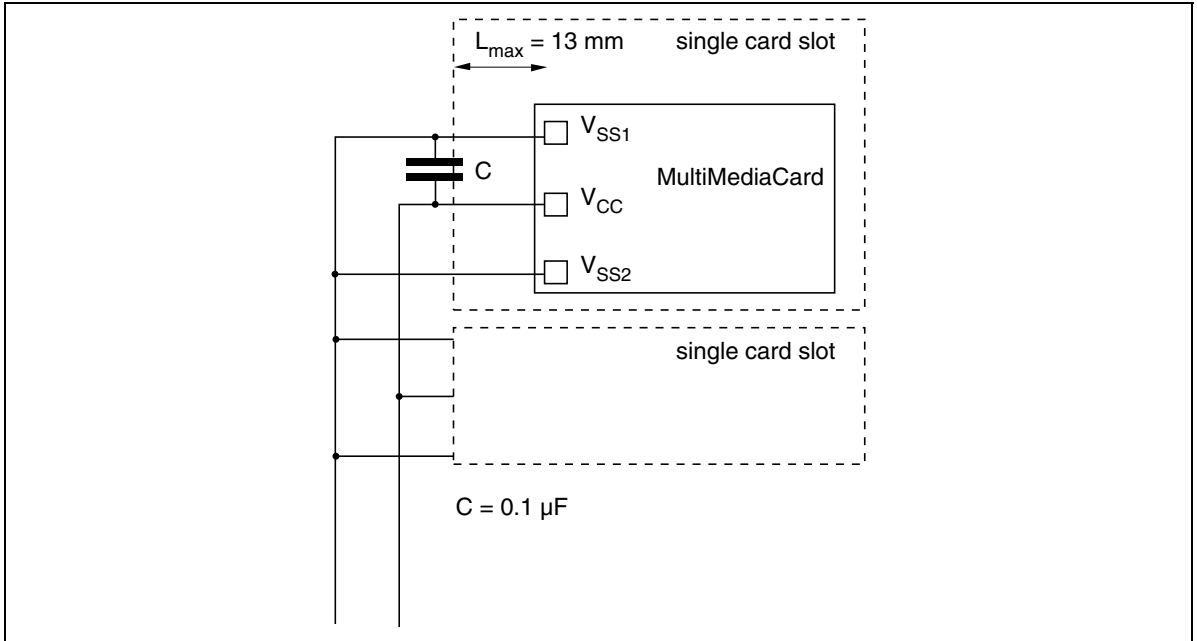 L_max = 13 mm
single card slot
V_SS1
C
MultiMediaCard
V_CC
V_SS2
single card slot
C = 0.1 µF